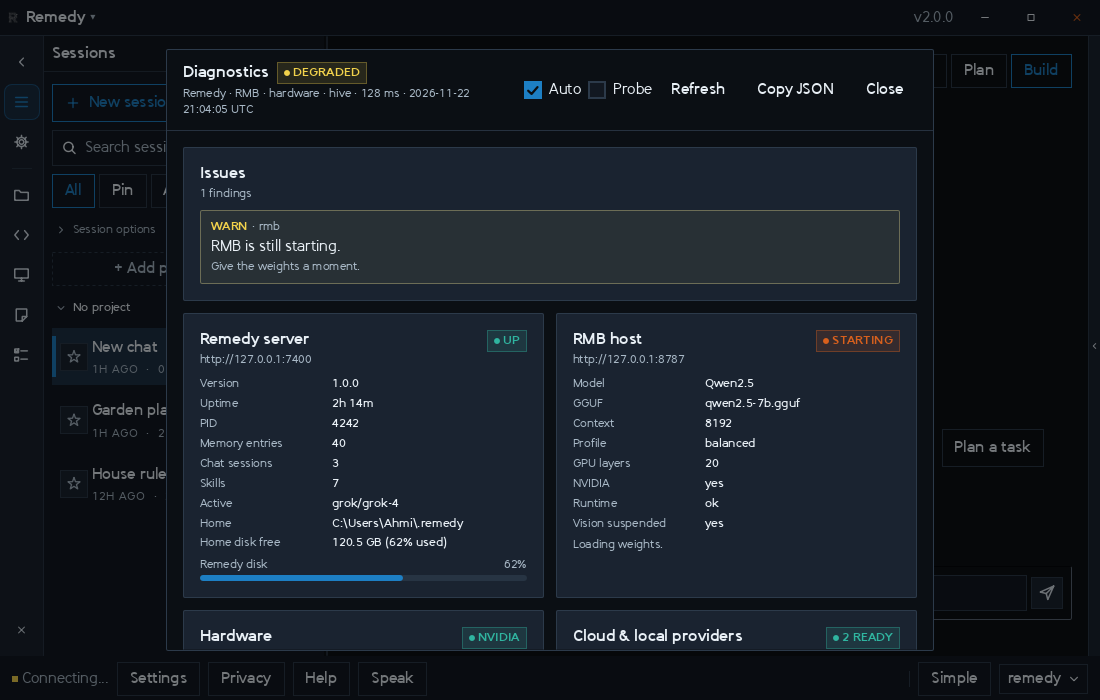 Remedy
v2.0.0
Sessions
+ New sessio
Search sessi
All
Pin
Session options
+ Add p
No project
New chat
1H AGO · 0
Garden pla
1H AGO · 2
House rule
12H AGO ·
Diagnostics
DEGRADED
Remedy · RMB · hardware · hive · 128 ms · 2026-11-22
21:04:05 UTC
Auto
Probe
Refresh
Copy JSON
Close
Plan
Build
Issues
1 findings
WARN · rmb
RMB is still starting.
Give the weights a moment.
Remedy server
UP
http://127.0.0.1:7400
Version 1.0.0
Uptime 2h 14m
PID 4242
Memory entries 40
Chat sessions 3
Skills 7
Active grok/grok-4
Home C:\Users\Ahmi\.remedy
Home disk free 120.5 GB (62% used)
Remedy disk 62%
RMB host
STARTING
http://127.0.0.1:8787
Model Qwen2.5
GGUF qwen2.5-7b.gguf
Context 8192
Profile balanced
GPU layers 20
NVIDIA yes
Runtime ok
Vision suspended yes
Loading weights.
Hardware
NVIDIA
Cloud & local providers
2 READY
Plan a task
Connecting...
Settings
Privacy
Help
Speak
Simple
remedy